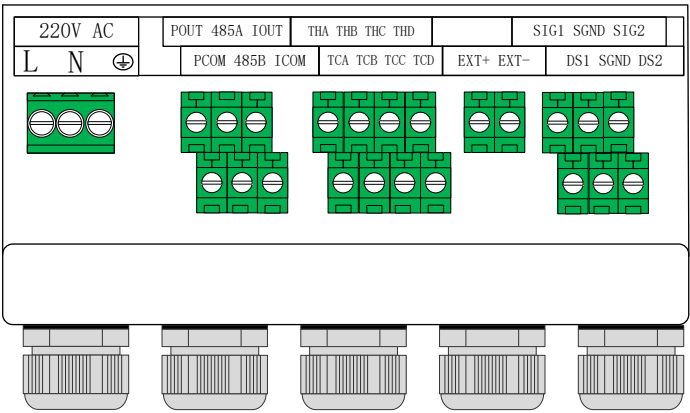 220V AC
L N
POUT 485A IOUT
PCOM 485B ICOM
THA THB THC THD
TCA TCB TCC TCD
EXT+ EXT-
SIG1 SGND SIG2
DS1 SGND DS2